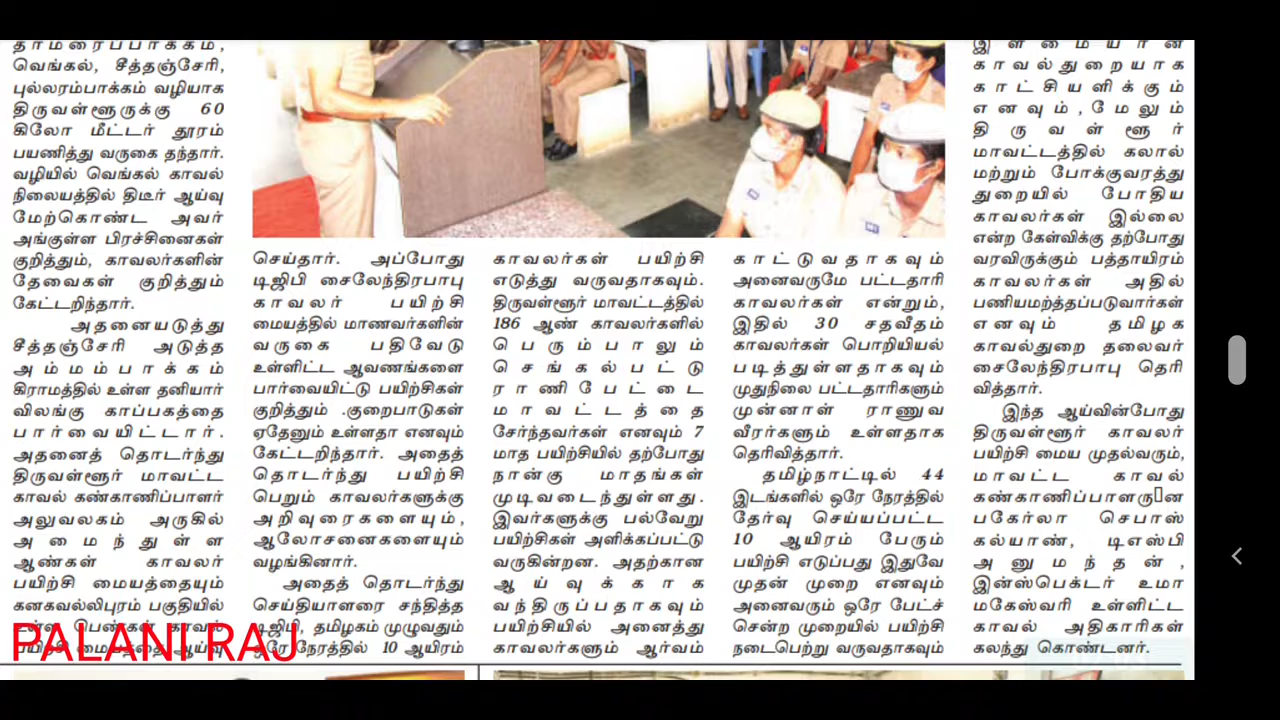 தாமரைப்பாக்கம்,
வெங்கல், சீத்தஞ்சேரி,
புல்லரம்பாக்கம் வழியாக
திருவள்ளூருக்கு 60
கிலோ மீட்டர் தூரம்
பயணித்து வருகை தந்தார்.
வழியில் வெங்கல் காவல்
நிலையத்தில் திடீர் ஆய்வு
மேற்கொண்ட அவர்
அங்குள்ள பிரச்சினைகள்
குறித்தும், காவலர்களின்
தேவைகள் குறித்தும்
கேட்டறிந்தார்.
அதனையடுத்து
சீத்தஞ்சேரி அடுத்த
அம்மம்பாக்கம்
கிராமத்தில் உள்ள தனியார்
விலங்கு காப்பகத்தை
பார்வையிட்டார்.
அதனைத் தொடர்ந்து
திருவள்ளூர் மாவட்ட
காவல் கண்காணிப்பாளர்
அலுவலகம் அருகில்
அமைந்துள்ள
ஆண்கள் காவலர்
பயிற்சி மையத்தையும்
கனகவல்லிபுரம் பகுதியில்
உள்ள பெண்கள் காவல்
பயிற்சி மையத்தை ஆய்வு
PALANI RAJ
செய்தார். அப்போது
டிஜிபி சைலேந்திரபாபு
காவலர் பயிற்சி
மையத்தில் மாணவர்களின்
வருகை பதிவேடு
உள்ளிட்ட ஆவணங்களை
பார்வையிட்டு பயிற்சிகள்
குறித்தும் .குறைபாடுகள்
ஏதேனும் உள்ளதா எனவும்
கேட்டறிந்தார். அதைத்
தொடர்ந்து பயிற்சி
பெறும் காவலர்களுக்கு
அறிவுரைகளையும்,
ஆலோசனைகளையும்
வழங்கினார்.
அதைத் தொடர்ந்து
செய்தியாளரை சந்தித்த
டிஜிபி, தமிழகம் முழுவதும்
ஒரே நேரத்தில் 10 ஆயிரம்
காவலர்கள் பயிற்சி
எடுத்து வருவதாகவும்.
திருவள்ளூர் மாவட்டத்தில்
186 ஆண் காவலர்களில்
பெரும்பாலும்
செங்கல்பட்டு
ராணிபேட்டை
மாவட்டத்தை
சேர்ந்தவர்கள் எனவும் 7
மாத பயிற்சியில் தற்போது
நான்கு மாதங்கள்
முடிவடைந்துள்ளது.
இவர்களுக்கு பல்வேறு
பயிற்சிகள் அளிக்கப்பட்டு
வருகின்றன. அதற்கான
ஆய்வுக்காக
வந்திருப்பதாகவும்
பயிற்சியில் அனைத்து
காவலர்களும் ஆர்வம்
காட்டுவதாகவும்
அனைவருமே பட்டதாரி
காவலர்கள் என்றும்,
இதில் 30 சதவீதம்
காவலர்கள் பொறியியல்
படித்துள்ளதாகவும்
முதுநிலை பட்டதாரிகளும்
முன்னாள் ராணுவ
வீரர்களும் உள்ளதாக
தெரிவித்தார்.
தமிழ்நாட்டில் 44
இடங்களில் ஒரே நேரத்தில்
தேர்வு செய்யப்பட்ட
10 ஆயிரம் பேரும்
பயிற்சி எடுப்பது இதுவே
முதன் முறை எனவும்
அனைவரும் ஒரே பேட்ச்
சென்ற முறையில் பயிற்சி
நடைபெற்று வருவதாகவும்
இளமையான
காவல்துறையாக
காட்சியளிக்கும்
எனவும்,மேலும்
திருவள்ளூர்
மாவட்டத்தில் கலால்
மற்றும் போக்குவரத்து
துறையில் போதிய
காவலர்கள் இல்லை
என்ற கேள்விக்கு தற்போது
வரவிருக்கும் பத்தாயிரம்
காவலர்கள் அதில்
பணியமற்த்தப்படுவார்கள்
எனவும் தமிழக
காவல்துறை தலைவர்
சைலேந்திரபாபு தெரி
வித்தார்.
இந்த ஆய்வின்போது
திருவள்ளூர் காவலர்
பயிற்சி மைய முதல்வரும்,
மாவட்ட காவல்
கண்காணிப்பாளரு▯ன
பகேர்லா செபாஸ்
கல்யாண், டிஎஸ்பி
அனுமந்தன்,
இன்ஸ்பெக்டர் உமா
மகேஸ்வரி உள்ளிட்ட
காவல் அதிகாரிகள்
கலந்து கொண்டனர்.